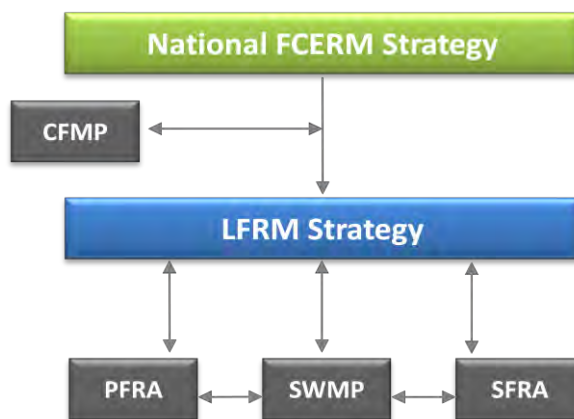 National FCERM Strategy
CFMP
LFRM Strategy
PFRA
SWMP
SFRA